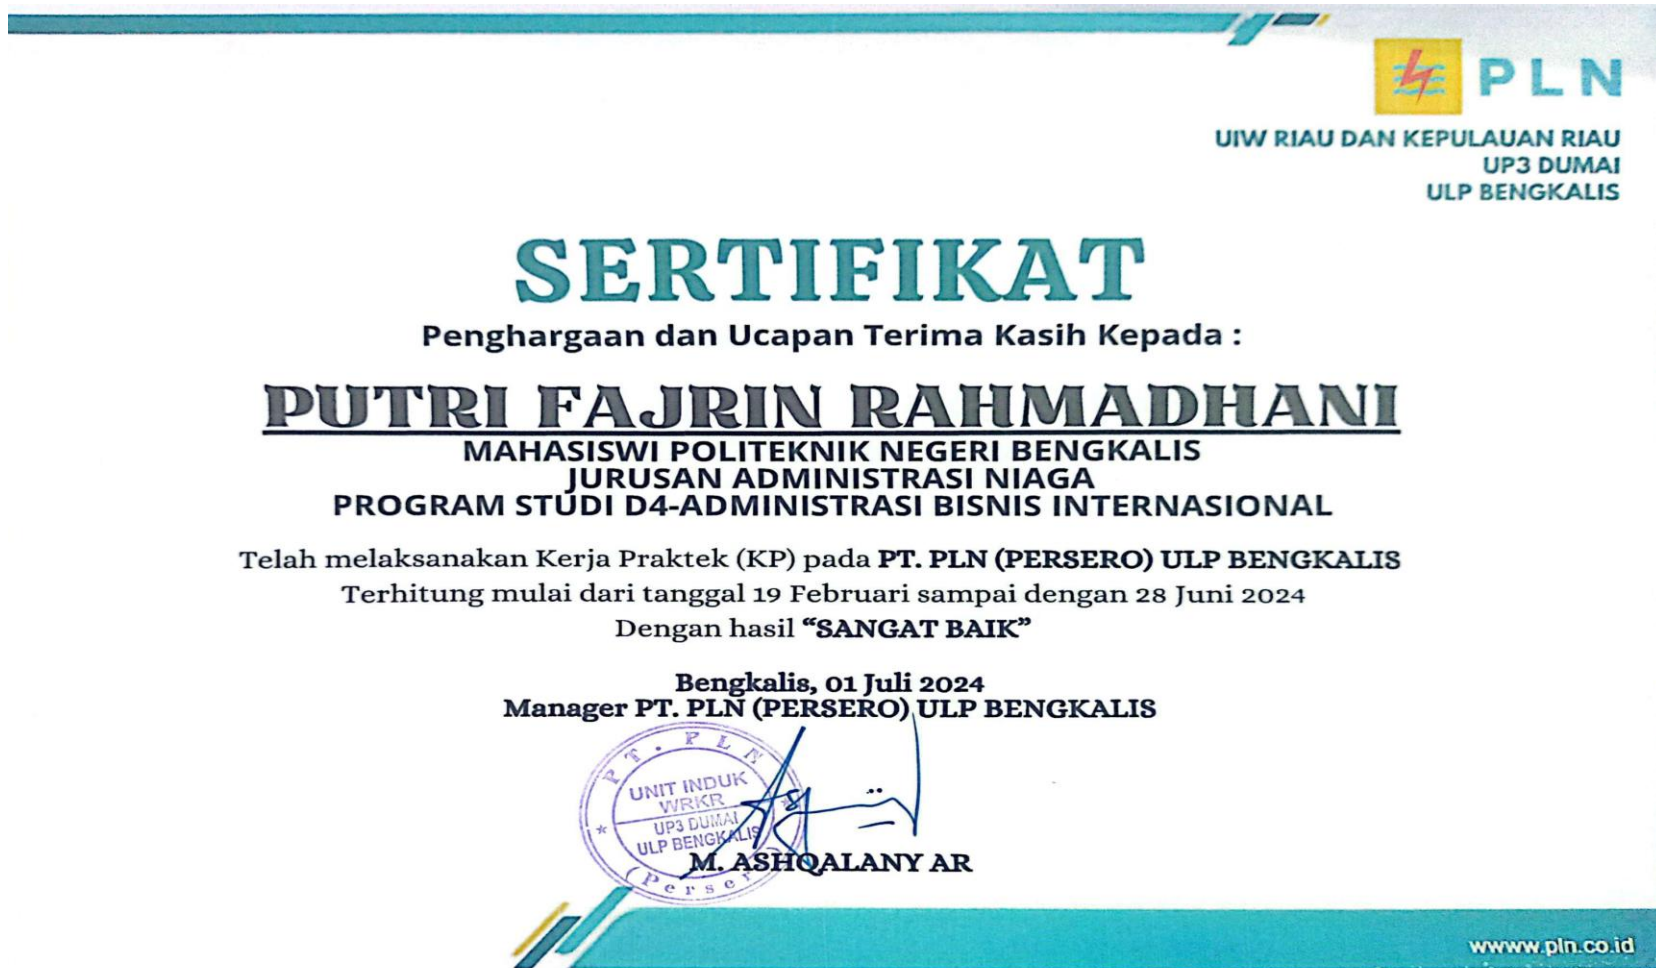 PLN
UIW RIAU DAN KEPULAUAN RIAU
UP3 DUMAI
ULP BENGKALIS
SERTIFIKAT
Penghargaan dan Ucapan Terima Kasih Kepada :
PUTRI FAJRIN RAHMADHANI
MAHASISWI POLITEKNIK NEGERI BENGKALIS
JURUSAN ADMINISTRASI NIAGA
PROGRAM STUDI D4-ADMINISTRASI BISNIS INTERNASIONAL
Telah melaksanakan Kerja Praktek (KP) pada PT. PLN (PERSERO) ULP BENGKALIS
Terhitung mulai dari tanggal 19 Februari sampai dengan 28 Juni 2024
Dengan hasil “SANGAT BAIK”
Bengkalis, 01 Juli 2024
Manager PT. PLN (PERSERO) ULP BENGKALIS
PT. PLN
UNIT INDUK
WRKR
UP3 DUMAI
ULP BENGKALIS
M. ASHQALANY AR
wwww.pln.co.id